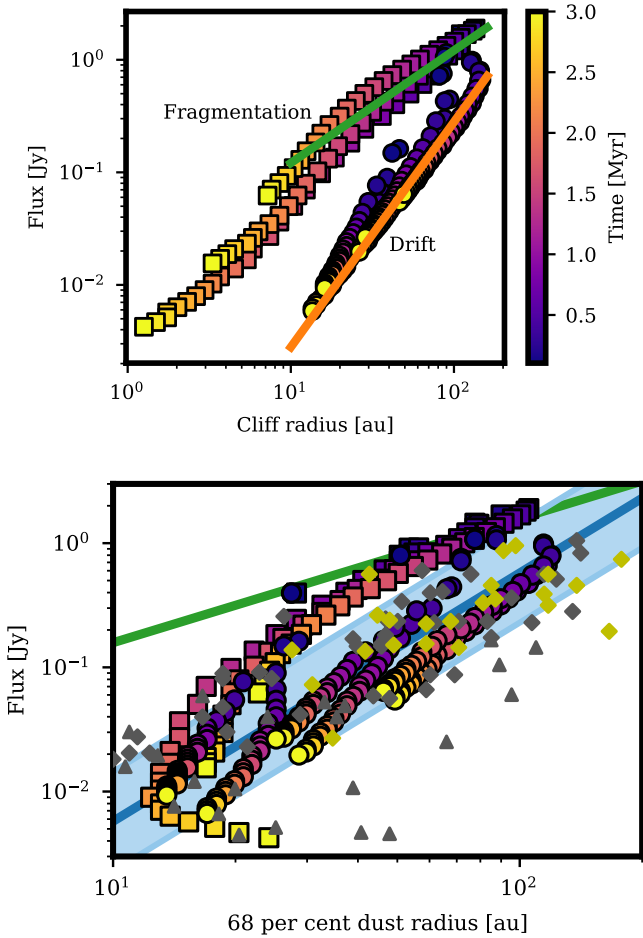 10⁰
10⁻¹
10⁻²
Flux [Jy]
Fragmentation
Drift
10⁰
10¹
10²
Cliff radius [au]
3.0
2.5
2.0
1.5
1.0
0.5
Time [Myr]
10⁰
10⁻¹
10⁻²
Flux [Jy]
10¹
10²
68 per cent dust radius [au]